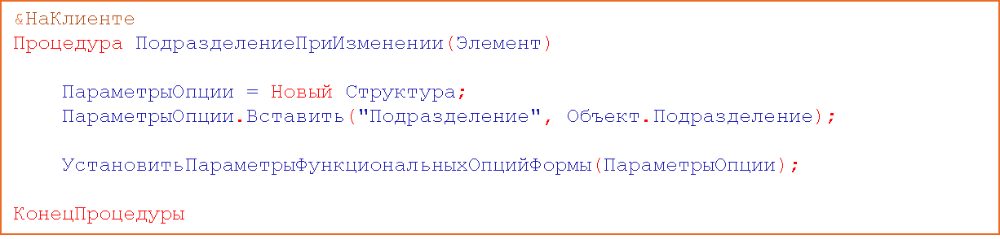 &НаКлиенте
Процедура ПодразделениеПриИзменении(Элемент)
ПараметрыОпции = Новый Структура;
ПараметрыОпции.Вставить("Подразделение", Объект.Подразделение);
УстановитьПараметрыФункциональныхОпцийФормы(ПараметрыОпции);
КонецПроцедуры